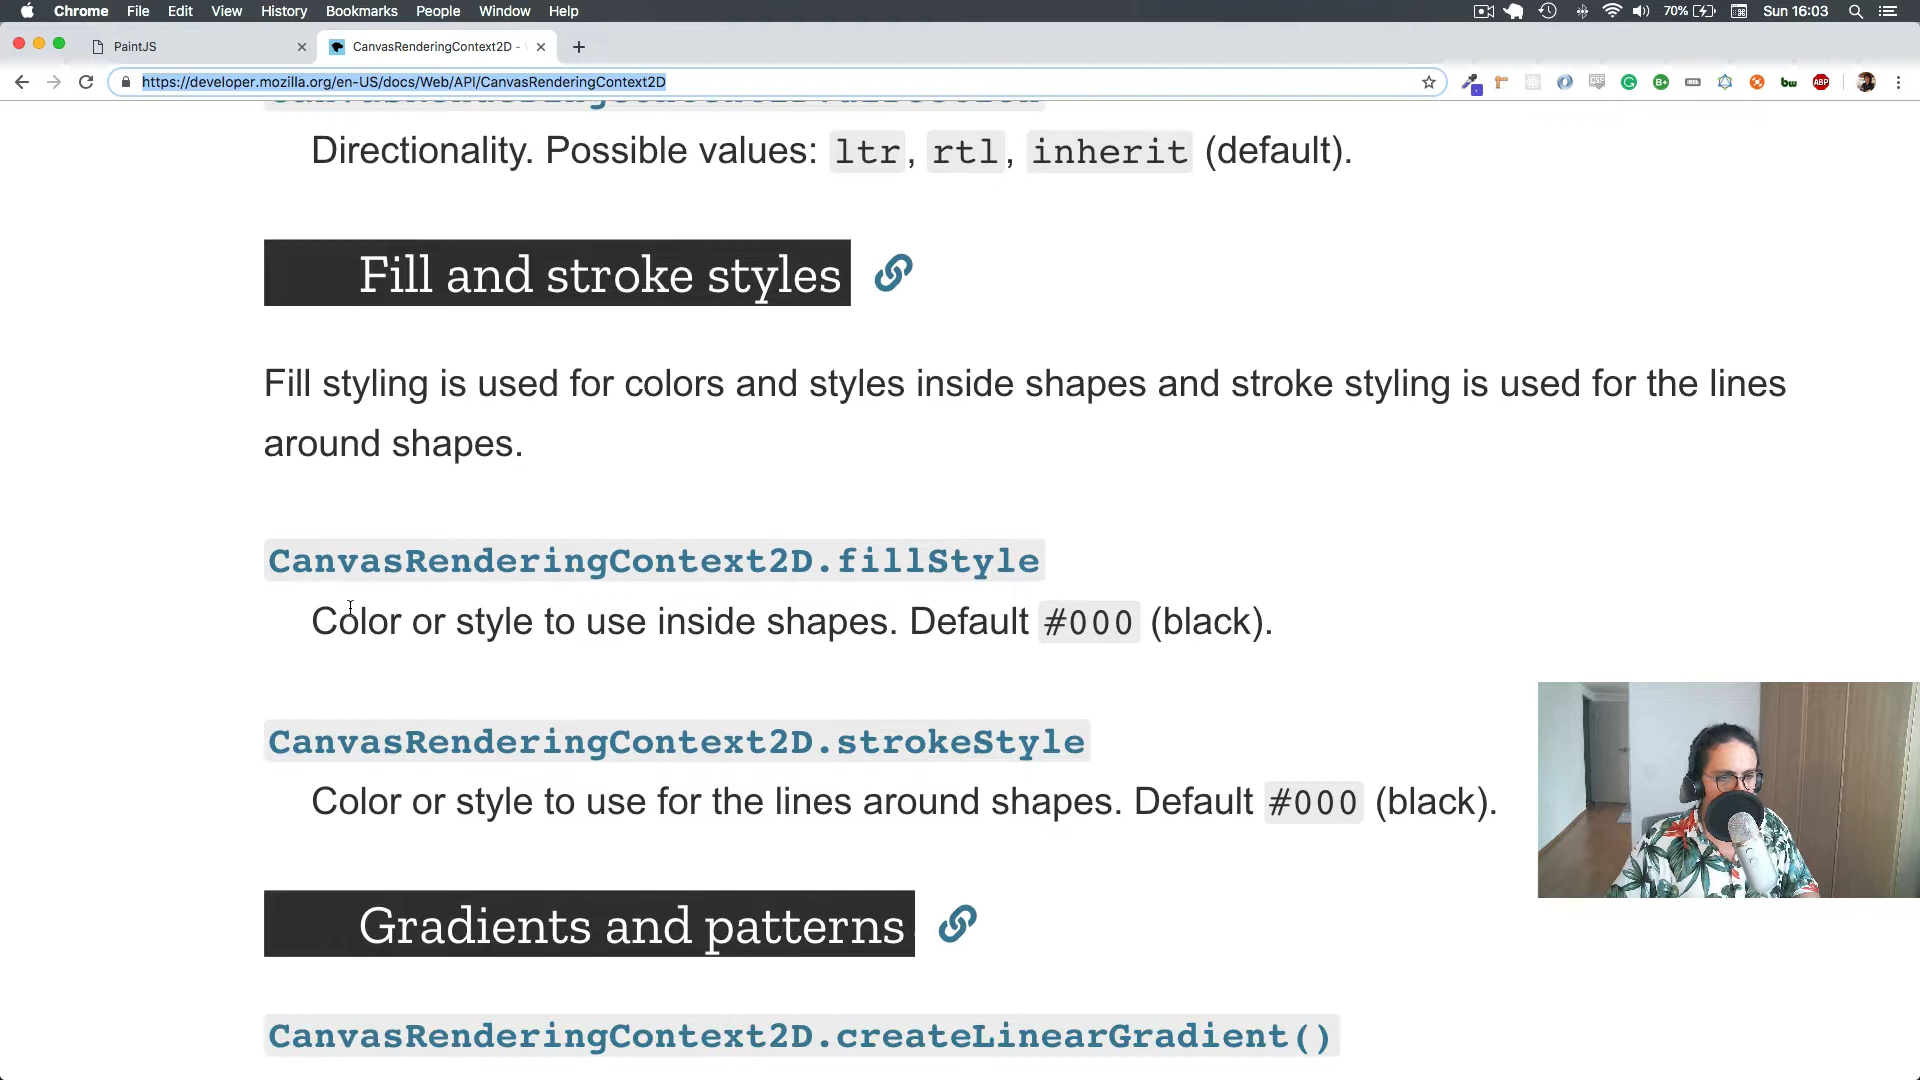 Chrome File Edit View History Bookmarks People Window Help
70% Sun 16:03
PaintJS
CanvasRenderingContext2D -
https://developer.mozilla.org/en-US/docs/Web/API/CanvasRenderingContext2D
ABP
Directionality. Possible values: ltr, rtl, inherit (default).
Fill and stroke styles
Fill styling is used for colors and styles inside shapes and stroke styling is used for the lines
around shapes.
CanvasRenderingContext2D.fillStyle
Color or style to use inside shapes. Default #000 (black).
CanvasRenderingContext2D.strokeStyle
Color or style to use for the lines around shapes. Default #000 (black).
Gradients and patterns
CanvasRenderingContext2D.createLinearGradient()